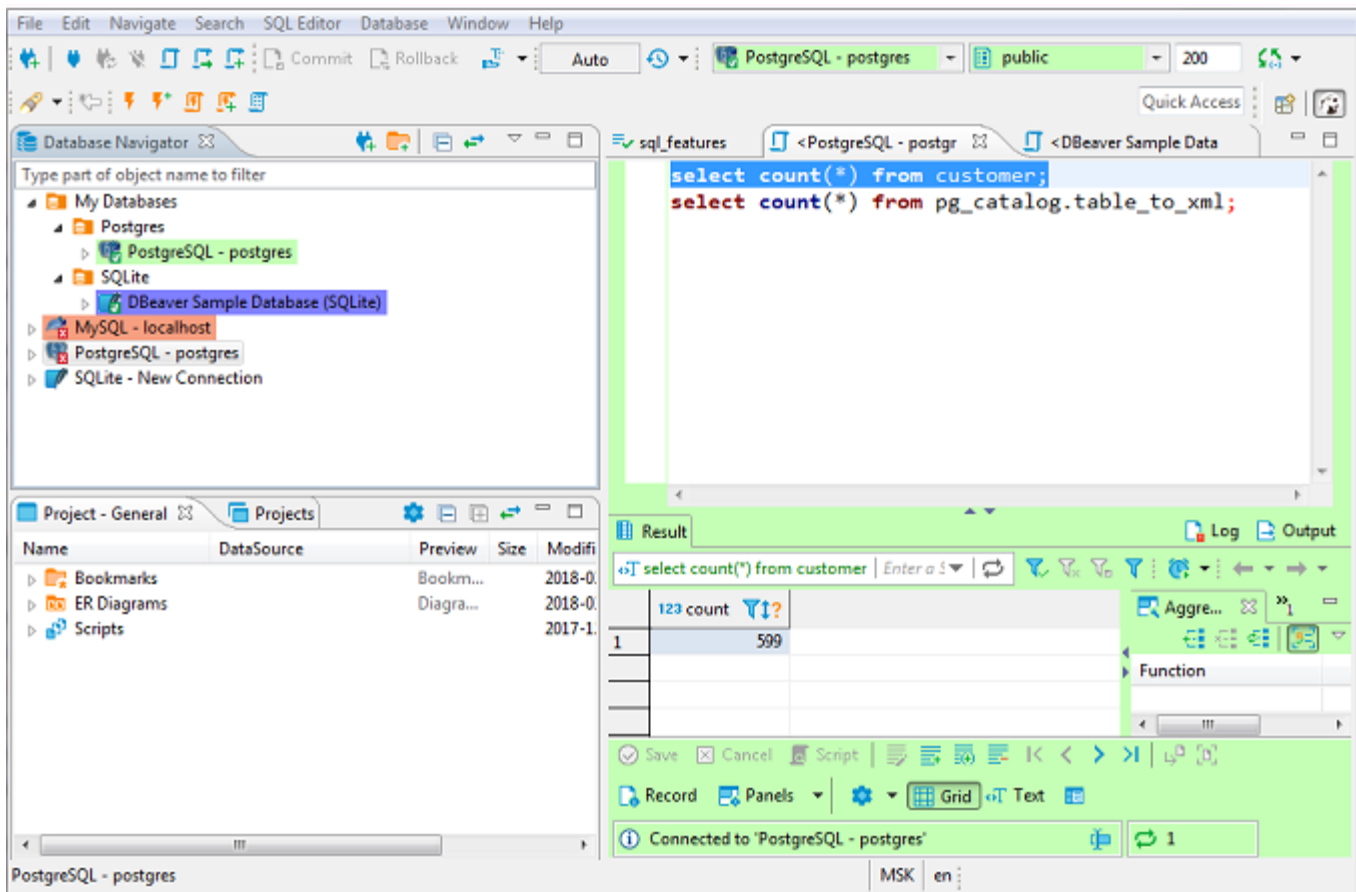 File Edit Navigate Search SQL Editor Database Window Help
Commit Rollback Auto PostgreSQL - postgres public 200
Quick Access
Database Navigator
Type part of object name to filter
My Databases
Postgres
PostgreSQL - postgres
SQLite
DBeaver Sample Database (SQLite)
MySQL - localhost
PostgreSQL - postgres
SQLite - New Connection
sql_features <PostgreSQL - postgr <DBeaver Sample Data
select count(*) from customer;
select count(*) from pg_catalog.table_to_xml;
Project - General Projects
Name DataSource Preview Size Modifi
Bookmarks Bookm... 2018-0
ER Diagrams Diagra... 2018-0
Scripts 2017-1
Result Log Output
select count(*) from customer Enter a
123 count
1 599
Aggre... »1
Function
Save Cancel Script
Record Panels Grid Text
Connected to 'PostgreSQL - postgres' 1
PostgreSQL - postgres MSK en